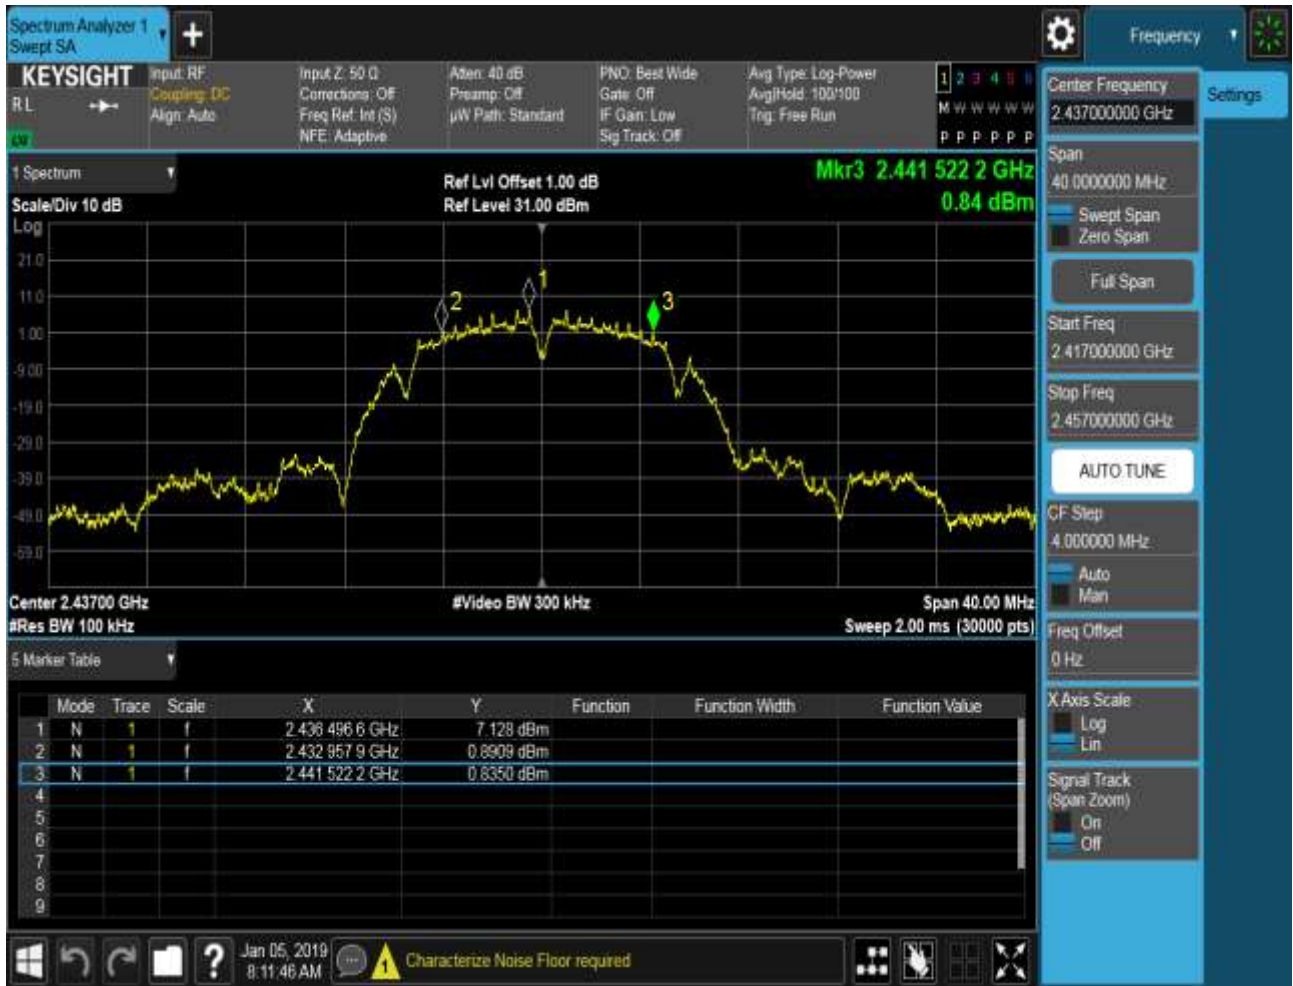 Spectrum Analyzer 1
Swept SA
Frequency
KEYSIGHT
RL
Input: RF
Coupling: DC
Align: Auto
Input Z: 50 Ω
Corrections: Off
Freq Ref: Int (S)
NFE: Adaptive
Atten: 40 dB
Preamp: Off
µW Path: Standard
PNO: Best Wide
Gate: Off
IF Gain: Low
Sig Track: Off
Avg Type: Log-Power
Avg|Hold: 100/100
Trig: Free Run
1 2 3 4 5 6
M W W W W W
P P P P P P
1 Spectrum
Scale/Div 10 dB
Log
Ref Lvl Offset 1.00 dB
Ref Level 31.00 dBm
Mkr3 2.441 522 2 GHz
0.84 dBm
21.0
11.0
1.00
-9.00
-19.0
-29.0
-39.0
-49.0
-59.0
1
2
3
Center 2.43700 GHz
#Video BW 300 kHz
Span 40.00 MHz
#Res BW 100 kHz
Sweep 2.00 ms (30000 pts)
5 Marker Table
Mode Trace Scale X Y Function Function Width Function Value
1 N 1 f 2.436 496 6 GHz 7.128 dBm
2 N 1 f 2.432 957 9 GHz 0.8909 dBm
3 N 1 f 2.441 522 2 GHz 0.8350 dBm
4
5
6
7
8
9
Center Frequency
2.437000000 GHz
Settings
Span
40.0000000 MHz
Swept Span
Zero Span
Full Span
Start Freq
2.417000000 GHz
Stop Freq
2.457000000 GHz
AUTO TUNE
CF Step
4.000000 MHz
Auto
Man
Freq Offset
0 Hz
X Axis Scale
Log
Lin
Signal Track
(Span Zoom)
On
Off
?
Jan 05, 2019
8:11:46 AM
1
Characterize Noise Floor required